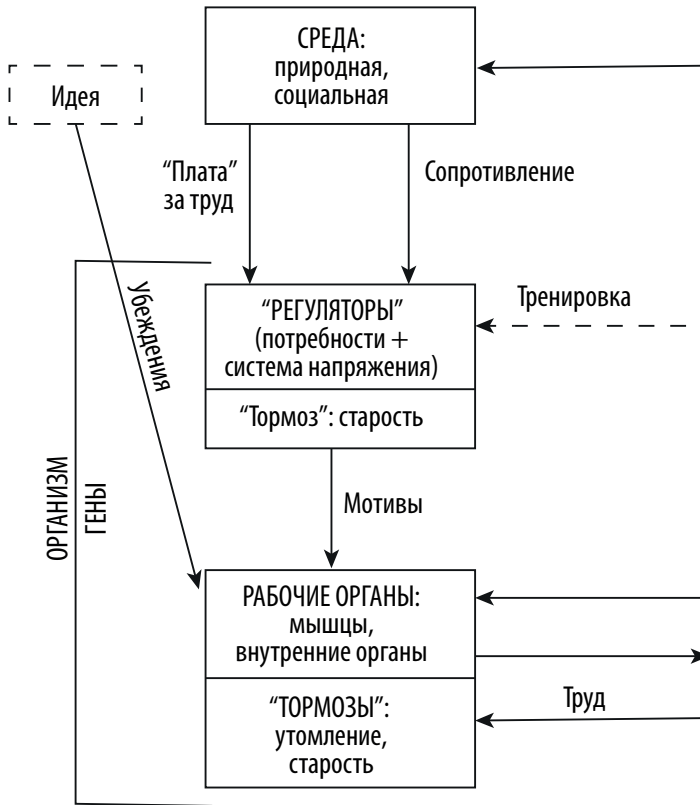 СРЕДА:
природная,
социальная
Идея
“Плата”
за труд
Сопротивление
Убеждения
“РЕГУЛЯТОРЫ”
(потребности +
система напряжения)
Тренировка
“Тормоз”: старость
ОРГАНИЗМ
ГЕНЫ
Мотивы
РАБОЧИЕ ОРГАНЫ:
мышцы,
внутренние органы
“ТОРМОЗЫ”:
утомление,
старость
Труд